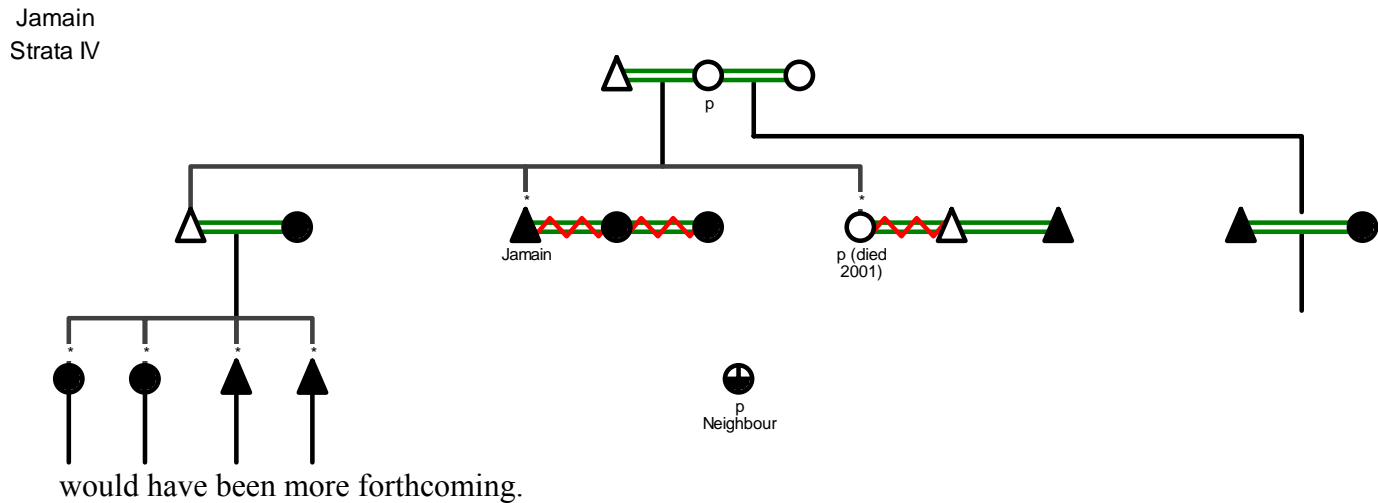 Jamain
Strata IV
p
*
*
Jamain
p (died
2001)
*
*
*
*
p
Neighbour
would have been more forthcoming.